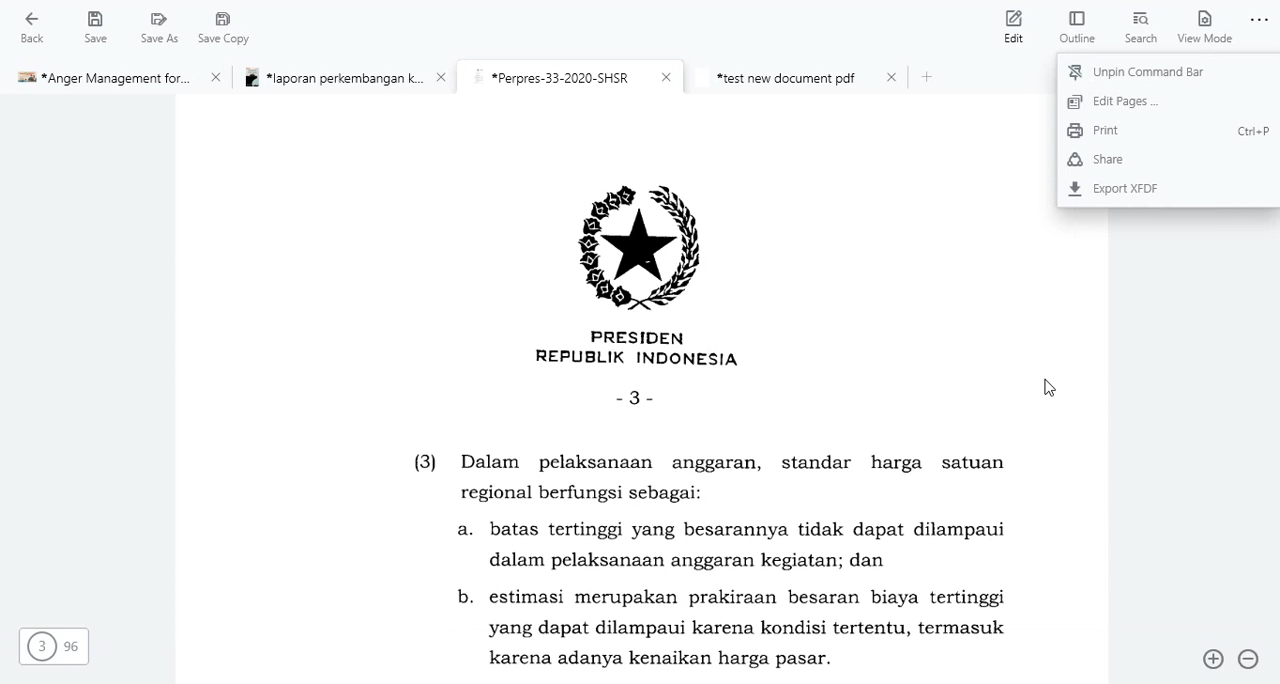 Back
Save
Save As
Save Copy
Edit
Outline
Search
View Mode
*Anger Management for...
*laporan perkembangan k...
*Perpres-33-2020-SHSR
*test new document pdf
Unpin Command Bar
Edit Pages ...
Print Ctrl+P
Share
Export XFDF
PRESIDEN
REPUBLIK INDONESIA
- 3 -
(3) Dalam pelaksanaan anggaran, standar harga satuan
regional berfungsi sebagai:
a. batas tertinggi yang besarannya tidak dapat dilampaui
dalam pelaksanaan anggaran kegiatan; dan
b. estimasi merupakan prakiraan besaran biaya tertinggi
yang dapat dilampaui karena kondisi tertentu, termasuk
karena adanya kenaikan harga pasar.
3 96